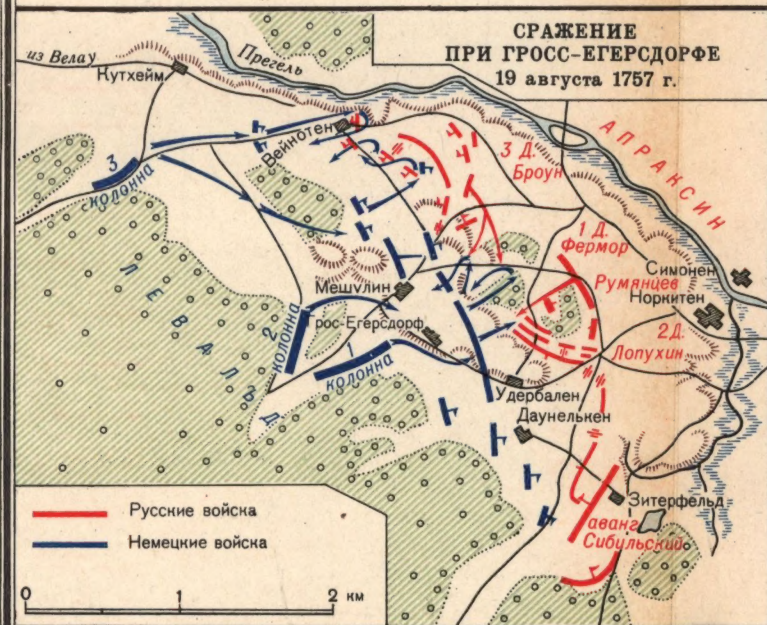 СРАЖЕНИЕ
ПРИ ГРОСС-ЕГЕРСДОРФЕ
19 августа 1757 г.
из Велау
Прегель
Кутхейм
Вейнотен
3
колонна
3 Д.
Броун
АПРАКСИН
1 Д.
Фермор
Румянцев
Симонен
Норкитен
2 Д.
Лопухин
Мешулин
Грос-Егерсдорф
2
колонна
1
колонна
ЛЕВАЛЬД
Удербален
Даунелькен
Зитерфельд
аванг
Сибильский
Русские войска
Немецкие войска
0 1 2 км